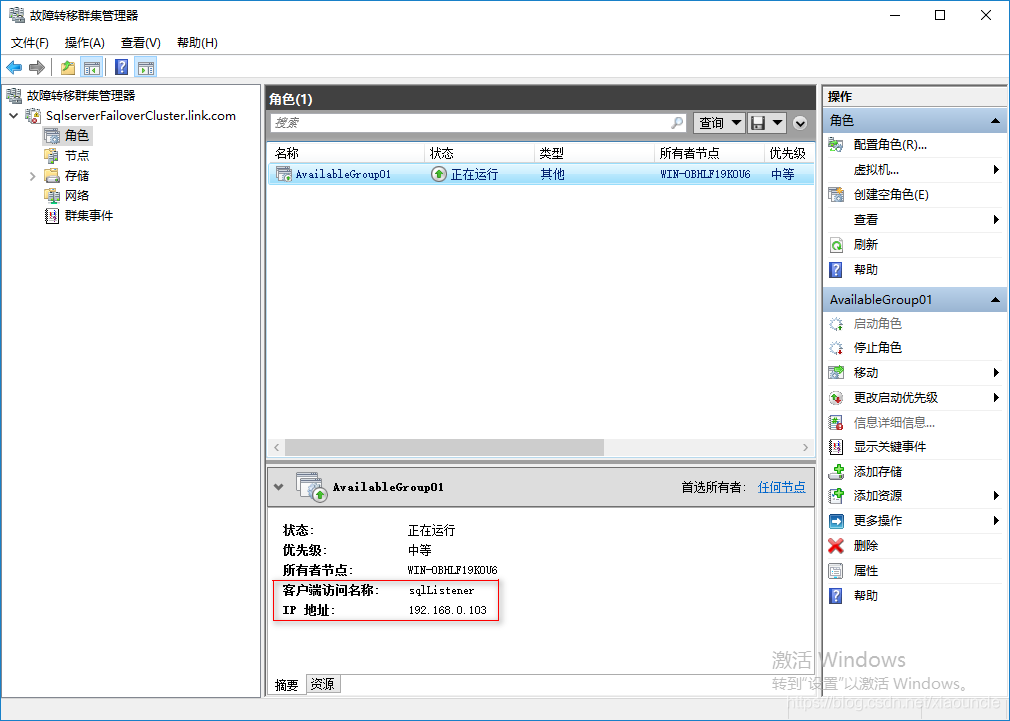 故障转移群集管理器
文件(F) 操作(A) 查看(V) 帮助(H)
故障转移群集管理器
SqlserverFailoverCluster.link.com
角色
节点
存储
网络
群集事件
角色(1)
搜索 查询
名称 状态 类型 所有者节点 优先级
AvailableGroup01 正在运行 其他 WIN-OBHLF19KOU6 中等
AvailableGroup01 首选所有者: 任何节点
状态: 正在运行
优先级: 中等
所有者节点: WIN-OBHLF19KOU6
客户端访问名称: sqlListener
IP 地址: 192.168.0.103
摘要 资源
操作
角色
配置角色(R)...
虚拟机...
创建空角色(E)
查看
刷新
帮助
AvailableGroup01
启动角色
停止角色
移动
更改启动优先级
信息详细信息...
显示关键事件
添加存储
添加资源
更多操作
删除
属性
帮助
激活 Windows
转到"设置"以激活 Windows。
https://blog.csdn.net/xiaouncle